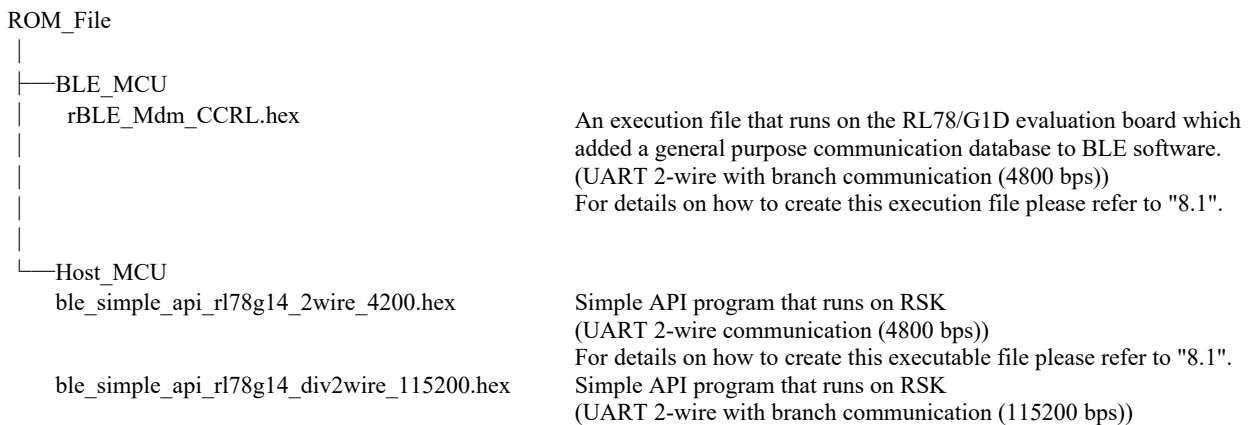 ROM_File
├──BLE_MCU
rBLE_Mdm_CCRL.hex An execution file that runs on the RL78/G1D evaluation board which
added a general purpose communication database to BLE software.
(UART 2-wire with branch communication (4800 bps))
For details on how to create this execution file please refer to "8.1".
└──Host_MCU
ble_simple_api_rl78g14_2wire_4200.hex Simple API program that runs on RSK
(UART 2-wire communication (4800 bps))
For details on how to create this executable file please refer to "8.1".
ble_simple_api_rl78g14_div2wire_115200.hex Simple API program that runs on RSK
(UART 2-wire with branch communication (115200 bps))